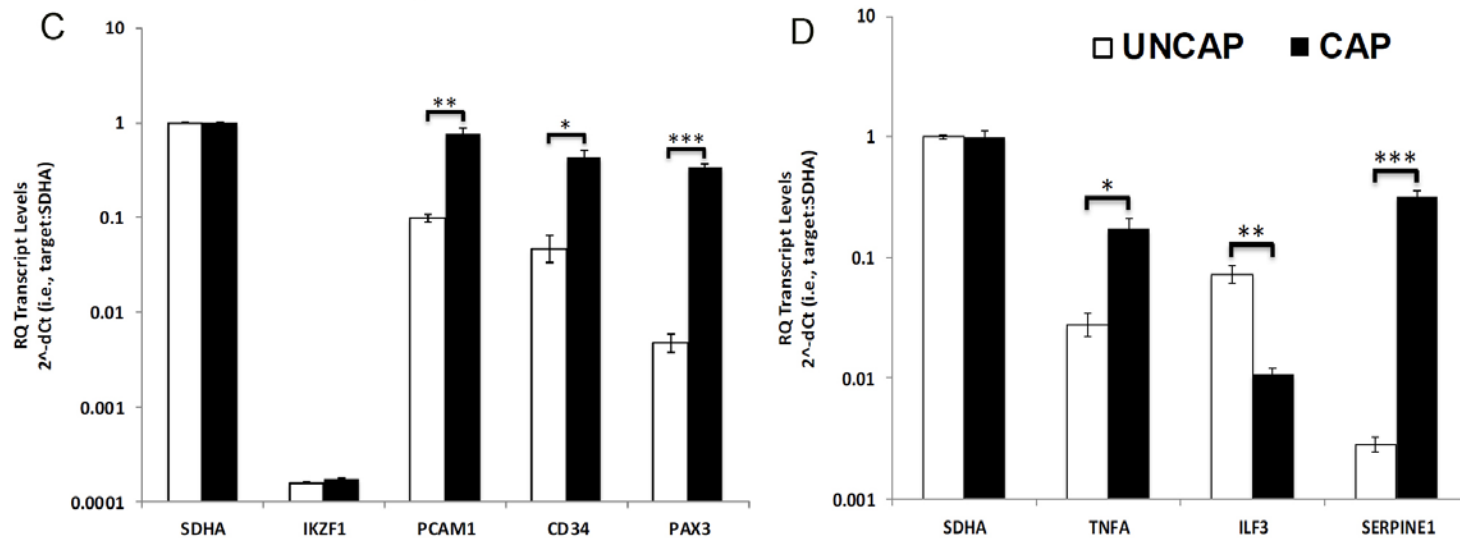 C
10
1
0.1
0.01
0.001
0.0001
RQ Transcript Levels
2^-dCt (i.e., target:SDHA)
**
*
***
SDHA IKZF1 PCAM1 CD34 PAX3
D
UNCAP CAP
10
1
0.1
0.01
0.001
RQ Transcript Levels
2^-dCt (i.e., target:SDHA)
*
**
***
SDHA TNFA ILF3 SERPINE1